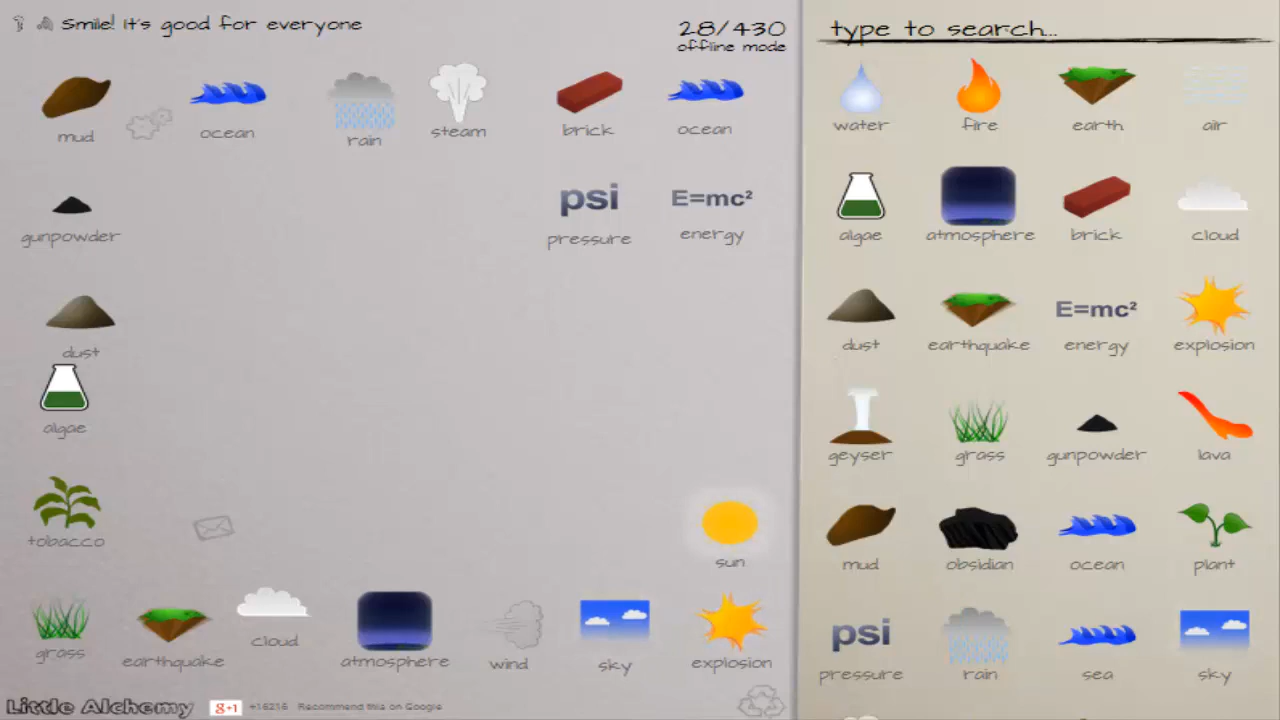 Smile! It's good for everyone
28/430
offline mode
type to search...
mud
ocean
rain
steam
brick
ocean
water
fire
earth
air
gunpowder
psi
pressure
E=mc²
energy
algae
atmosphere
brick
cloud
dust
algae
dust
earthquake
E=mc²
energy
explosion
geyser
grass
gunpowder
lava
tobacco
sun
mud
obsidian
ocean
plant
grass
earthquake
cloud
atmosphere
wind
sky
explosion
psi
pressure
rain
sea
sky
Little Alchemy
g+1
+16216
Recommend this on Google